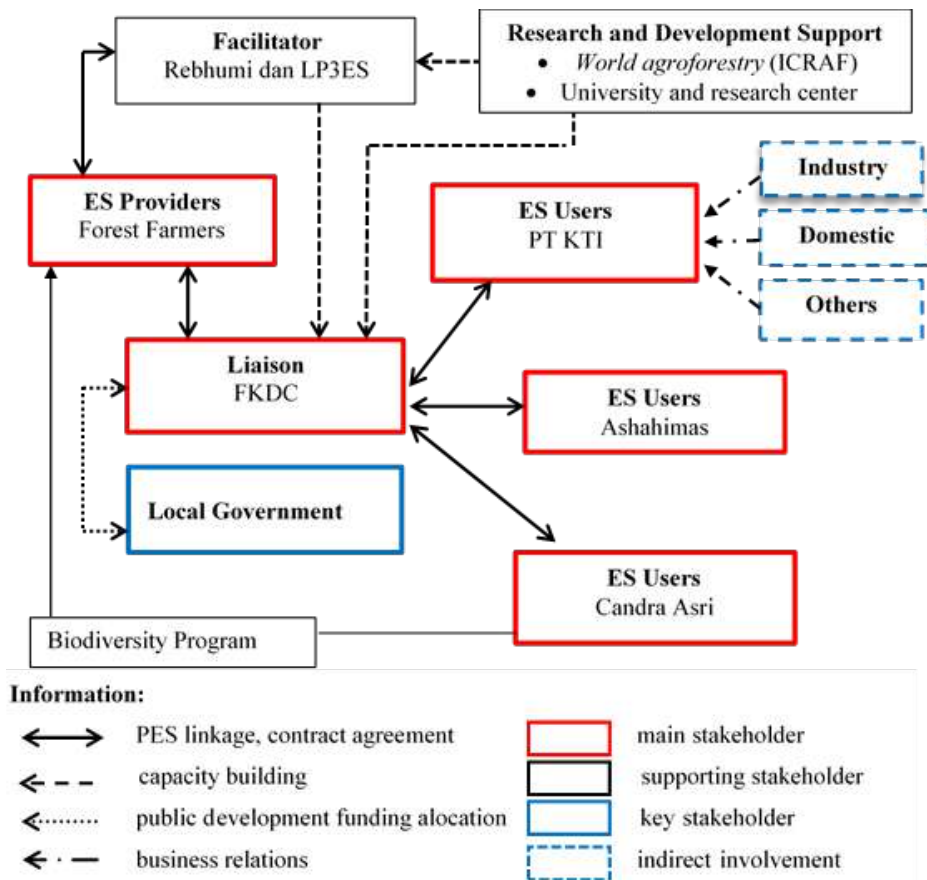 Facilitator
Rebhumi dan LP3ES
Research and Development Support
• World agroforestry (ICRAF)
• University and research center
Industry
ES Providers
Forest Farmers
ES Users
PT KTI
Domestic
Others
Liaison
FKDC
ES Users
Ashahimas
Local Government
ES Users
Candra Asri
Biodiversity Program
Information:
PES linkage, contract agreement
main stakeholder
capacity building
supporting stakeholder
public development funding alocation
key stakeholder
business relations
indirect involvement